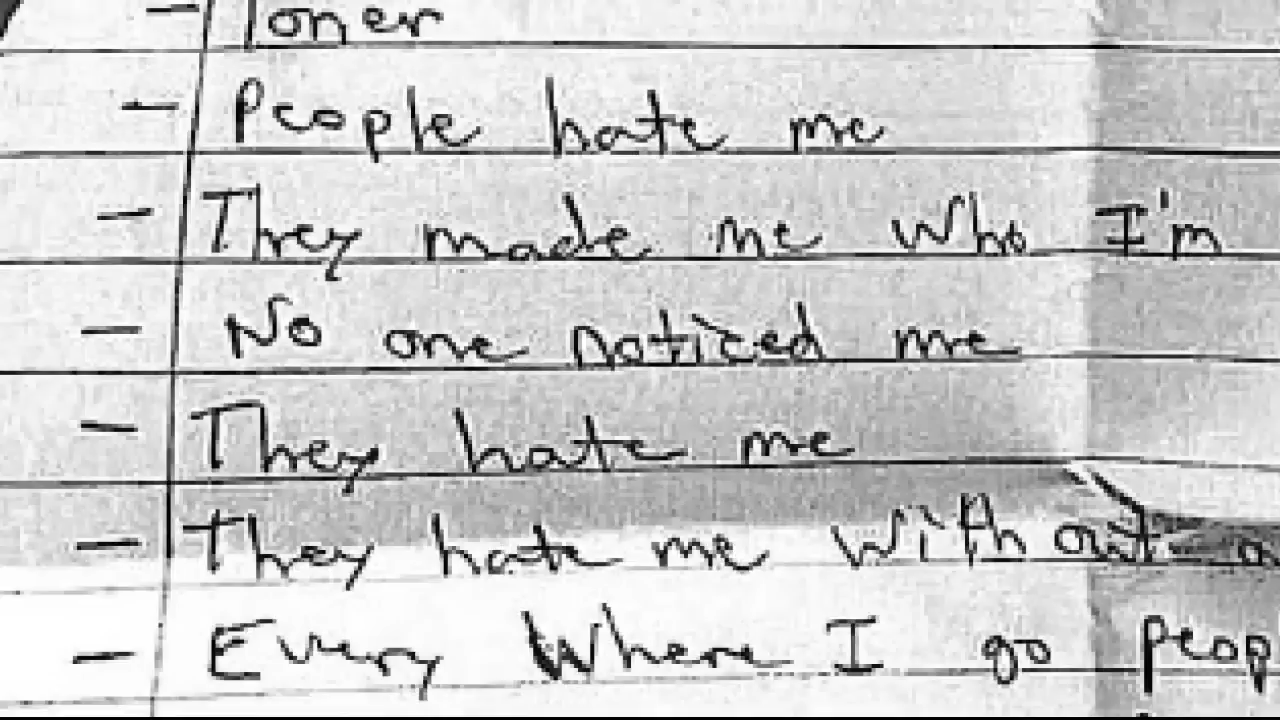 - loner
- People hate me
- They made me who I'm
- No one noticed me
- They hate me
- They hate me with out a
- Every Where I go peop